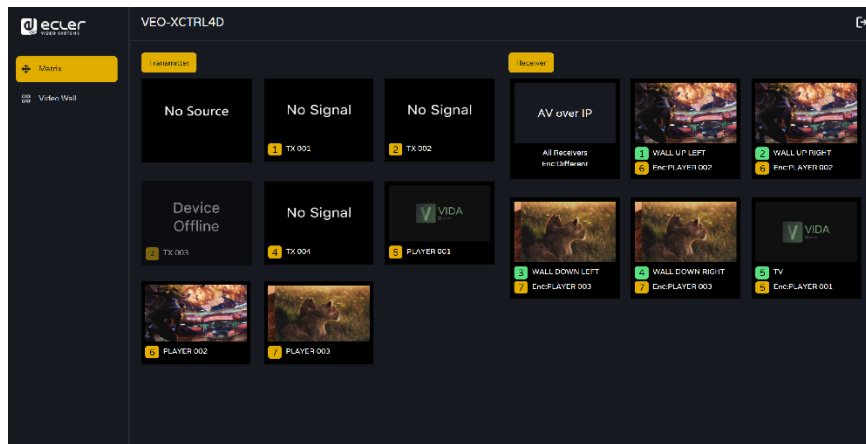 ecler
VIDEO SYSTEMS
VEO-XCTRL4D
Matrix
Video Wall
Transmitter
No Source
No Signal
1 TX 001
No Signal
2 TX 002
Device
Offline
3 TX 003
No Signal
4 TX 004
VIDA
5 PLAYER 001
6 PLAYER 002
7 PLAYER 003
Receiver
AV over IP
All Receivers
Enc:Different
1 WALL UP LEFT
6 Enc:PLAYER 002
2 WALL UP RIGHT
6 Enc:PLAYER 002
3 WALL DOWN LEFT
7 Enc:PLAYER 003
4 WALL DOWN RIGHT
7 Enc:PLAYER 003
VIDA
5 TV
5 Enc:PLAYER 001